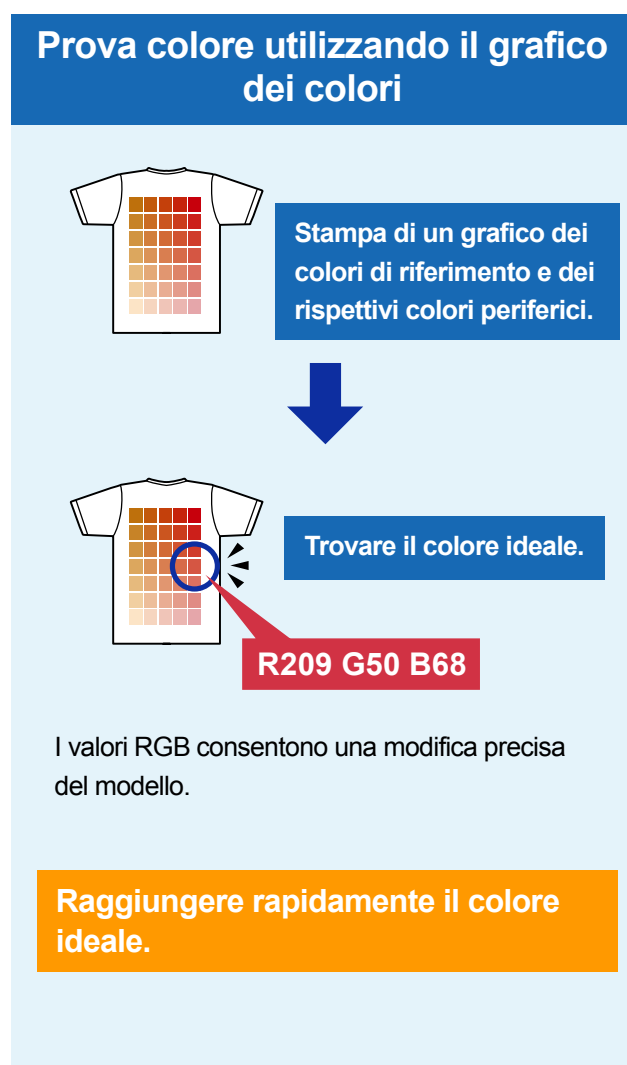 Prova colore utilizzando il grafico
dei colori
Stampa di un grafico dei
colori di riferimento e dei
rispettivi colori periferici.
Trovare il colore ideale.
R209 G50 B68
I valori RGB consentono una modifica precisa
del modello.
Raggiungere rapidamente il colore
ideale.